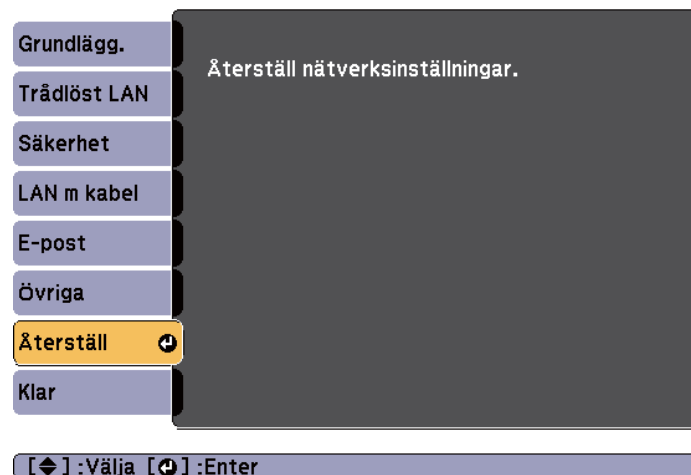 Grundlägg.
Trådlöst LAN
Säkerhet
LAN m kabel
E-post
Övriga
Återställ
Klar
Återställ nätverksinställningar.
[ ] :Välja [ ] :Enter